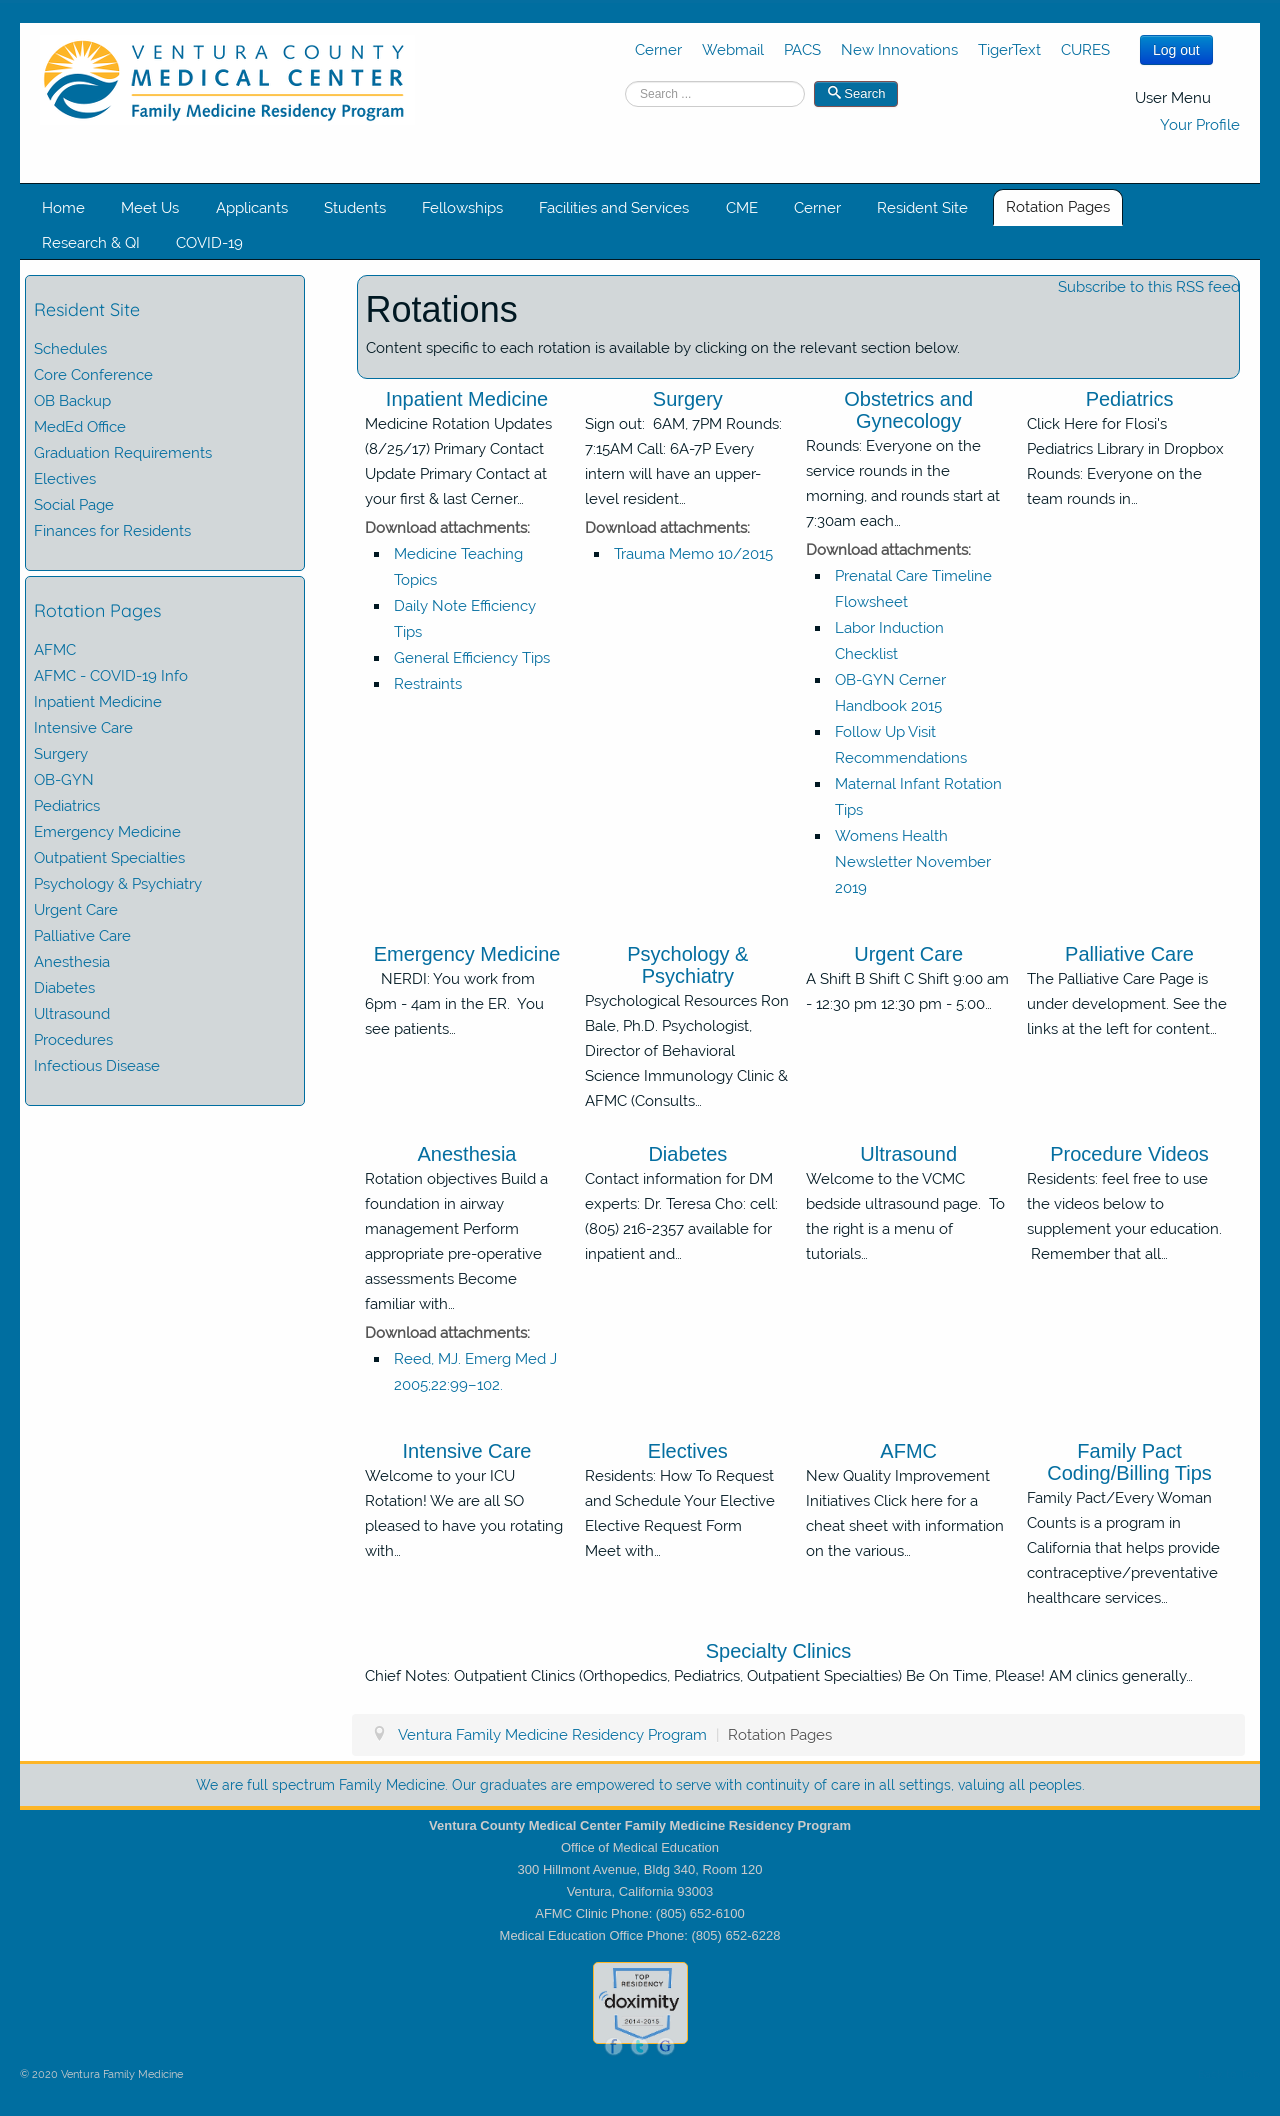 VENTURA COUNTY
MEDICAL CENTER
Family Medicine Residency Program
Cerner Webmail PACS New Innovations TigerText CURES
Log out
Search ...
Search
User Menu
Your Profile
Home Meet Us Applicants Students Fellowships Facilities and Services CME Cerner Resident Site Rotation Pages
Research & QI COVID-19
Resident Site
Schedules
Core Conference
OB Backup
MedEd Office
Graduation Requirements
Electives
Social Page
Finances for Residents
Rotation Pages
AFMC
AFMC - COVID-19 Info
Inpatient Medicine
Intensive Care
Surgery
OB-GYN
Pediatrics
Emergency Medicine
Outpatient Specialties
Psychology & Psychiatry
Urgent Care
Palliative Care
Anesthesia
Diabetes
Ultrasound
Procedures
Infectious Disease
Subscribe to this RSS feed
Rotations
Content specific to each rotation is available by clicking on the relevant section below.
Inpatient Medicine
Medicine Rotation Updates
(8/25/17) Primary Contact
Update Primary Contact at
your first & last Cerner...
Download attachments:
Medicine Teaching
Topics
Daily Note Efficiency
Tips
General Efficiency Tips
Restraints
Surgery
Sign out:  6AM, 7PM Rounds:
7:15AM Call: 6A-7P Every
intern will have an upper-
level resident...
Download attachments:
Trauma Memo 10/2015
Obstetrics and
Gynecology
Rounds: Everyone on the
service rounds in the
morning, and rounds start at
7:30am each...
Download attachments:
Prenatal Care Timeline
Flowsheet
Labor Induction
Checklist
OB-GYN Cerner
Handbook 2015
Follow Up Visit
Recommendations
Maternal Infant Rotation
Tips
Womens Health
Newsletter November
2019
Pediatrics
Click Here for Flosi's
Pediatrics Library in Dropbox
Rounds: Everyone on the
team rounds in...
Emergency Medicine
NERDI: You work from
6pm - 4am in the ER.  You
see patients...
Psychology &
Psychiatry
Psychological Resources Ron
Bale, Ph.D. Psychologist,
Director of Behavioral
Science Immunology Clinic &
AFMC (Consults...
Urgent Care
A Shift B Shift C Shift 9:00 am
- 12:30 pm 12:30 pm - 5:00...
Palliative Care
The Palliative Care Page is
under development. See the
links at the left for content...
Anesthesia
Rotation objectives Build a
foundation in airway
management Perform
appropriate pre-operative
assessments Become
familiar with...
Download attachments:
Reed, MJ. Emerg Med J
2005;22:99–102.
Diabetes
Contact information for DM
experts: Dr. Teresa Cho: cell:
(805) 216-2357 available for
inpatient and...
Ultrasound
Welcome to the VCMC
bedside ultrasound page.  To
the right is a menu of
tutorials...
Procedure Videos
Residents: feel free to use
the videos below to
supplement your education.
Remember that all...
Intensive Care
Welcome to your ICU
Rotation! We are all SO
pleased to have you rotating
with...
Electives
Residents: How To Request
and Schedule Your Elective
Elective Request Form
Meet with...
AFMC
New Quality Improvement
Initiatives Click here for a
cheat sheet with information
on the various...
Family Pact
Coding/Billing Tips
Family Pact/Every Woman
Counts is a program in
California that helps provide
contraceptive/preventative
healthcare services...
Specialty Clinics
Chief Notes: Outpatient Clinics (Orthopedics, Pediatrics, Outpatient Specialties) Be On Time, Please! AM clinics generally...
Ventura Family Medicine Residency Program | Rotation Pages
We are full spectrum Family Medicine. Our graduates are empowered to serve with continuity of care in all settings, valuing all peoples.
Ventura County Medical Center Family Medicine Residency Program
Office of Medical Education
300 Hillmont Avenue, Bldg 340, Room 120
Ventura, California 93003
AFMC Clinic Phone: (805) 652-6100
Medical Education Office Phone: (805) 652-6228
TOP
RESIDENCY
doximity
2014-2015
f t G
© 2020 Ventura Family Medicine